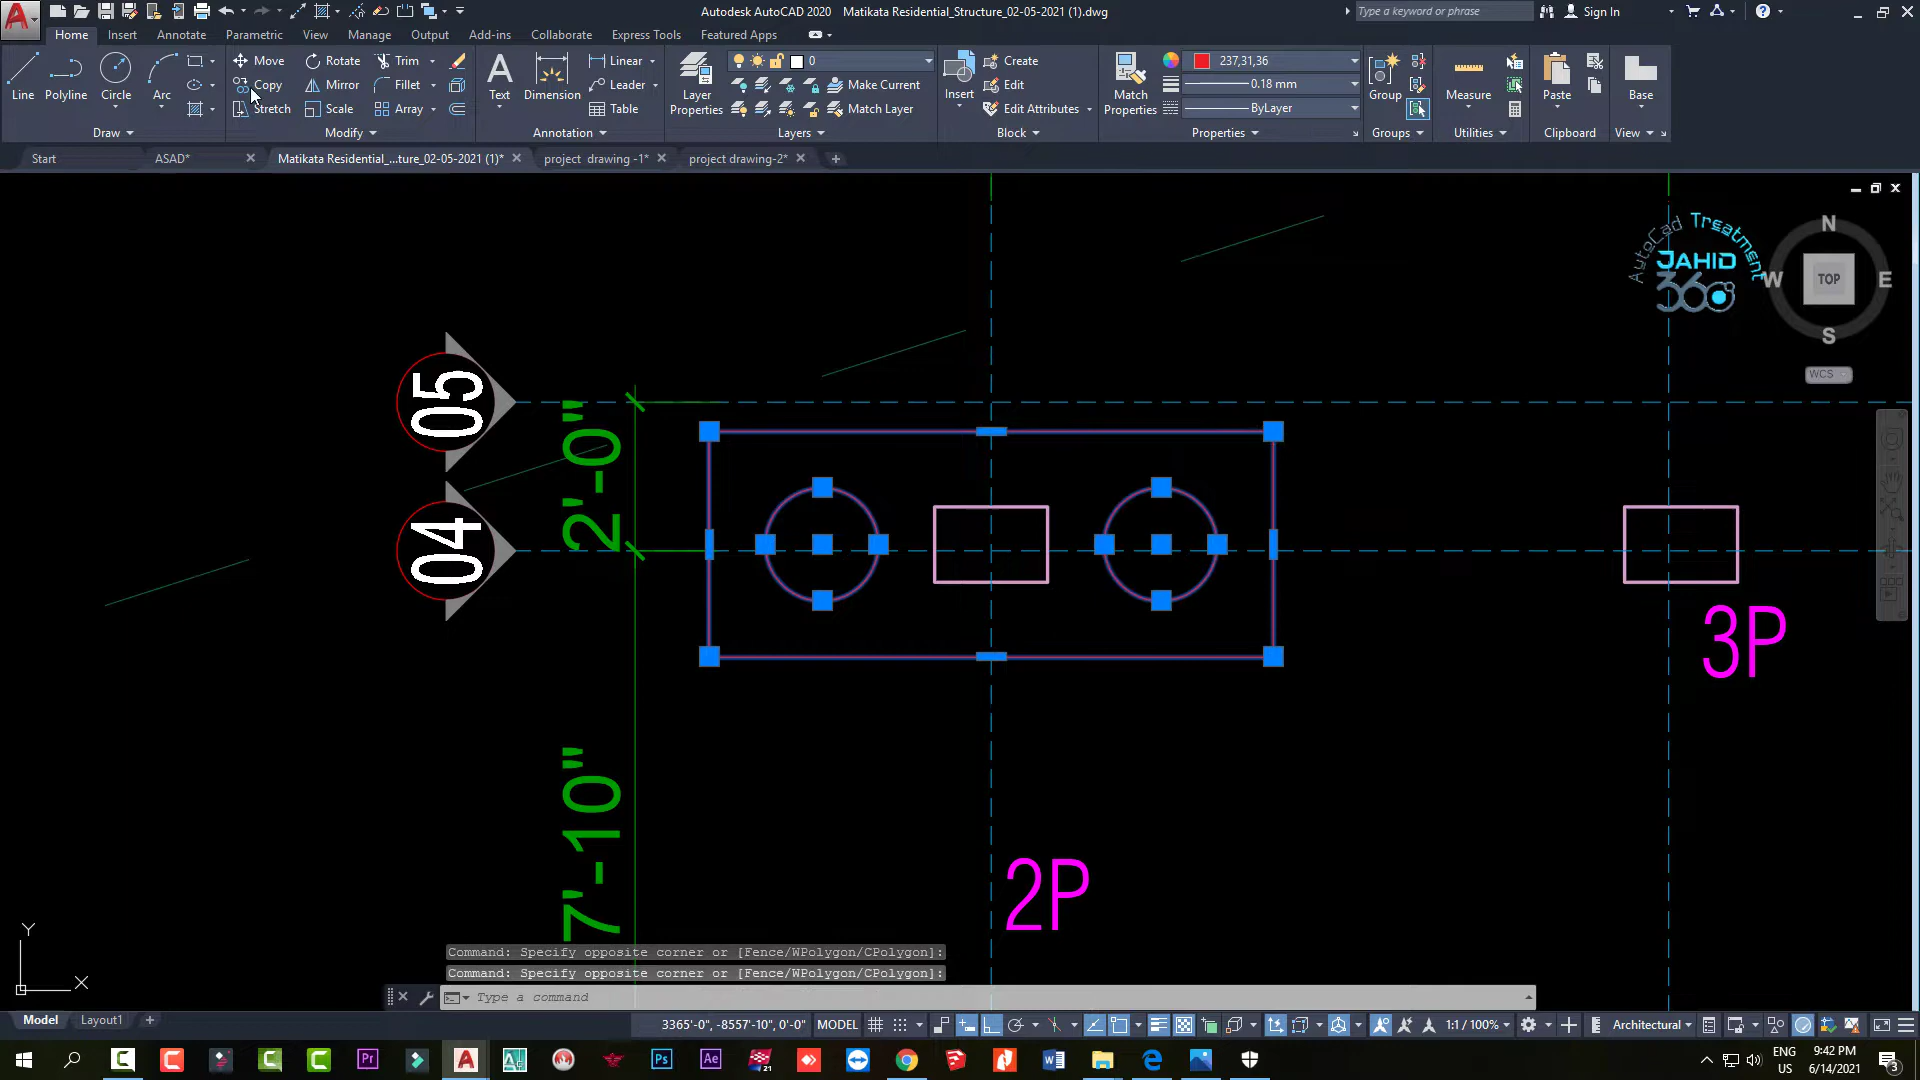 Autodesk AutoCAD 2020 Matikata Residential_Structure_02-05-2021 (1).dwg
Type a keyword or phrase
Sign In
Home Insert Annotate Parametric View Manage Output Add-ins Collaborate Express Tools Featured Apps
Line Polyline Circle Arc
Move Rotate Trim
Copy Mirror Fillet
Stretch Scale Array
Text Dimension
Linear
Leader
Table
Layer Properties
0
Make Current
Match Layer
Insert
Create
Edit
Edit Attributes
Match Properties
237,31,36
0.18 mm
ByLayer
Group
Measure
Paste
Base
Draw Modify Annotation Layers Block Properties Groups Utilities Clipboard View
Start ASAD* Matikata Residential_...ture_02-05-2021 (1)* project drawing -1* project drawing-2*
AutoCad Treatment
JAHID
360
N
W TOP E
S
WCS
05
04
2'-0"
7'-10"
3P
2P
Y
X
Command: Specify opposite corner or [Fence/WPolygon/CPolygon]:
Command: Specify opposite corner or [Fence/WPolygon/CPolygon]:
Type a command
Model Layout1
3365'-0", -8557'-10", 0'-0" MODEL 1:1 / 100% Architectural
Pr Ps Ae 21
ENG
US
9:42 PM
6/14/2021
3